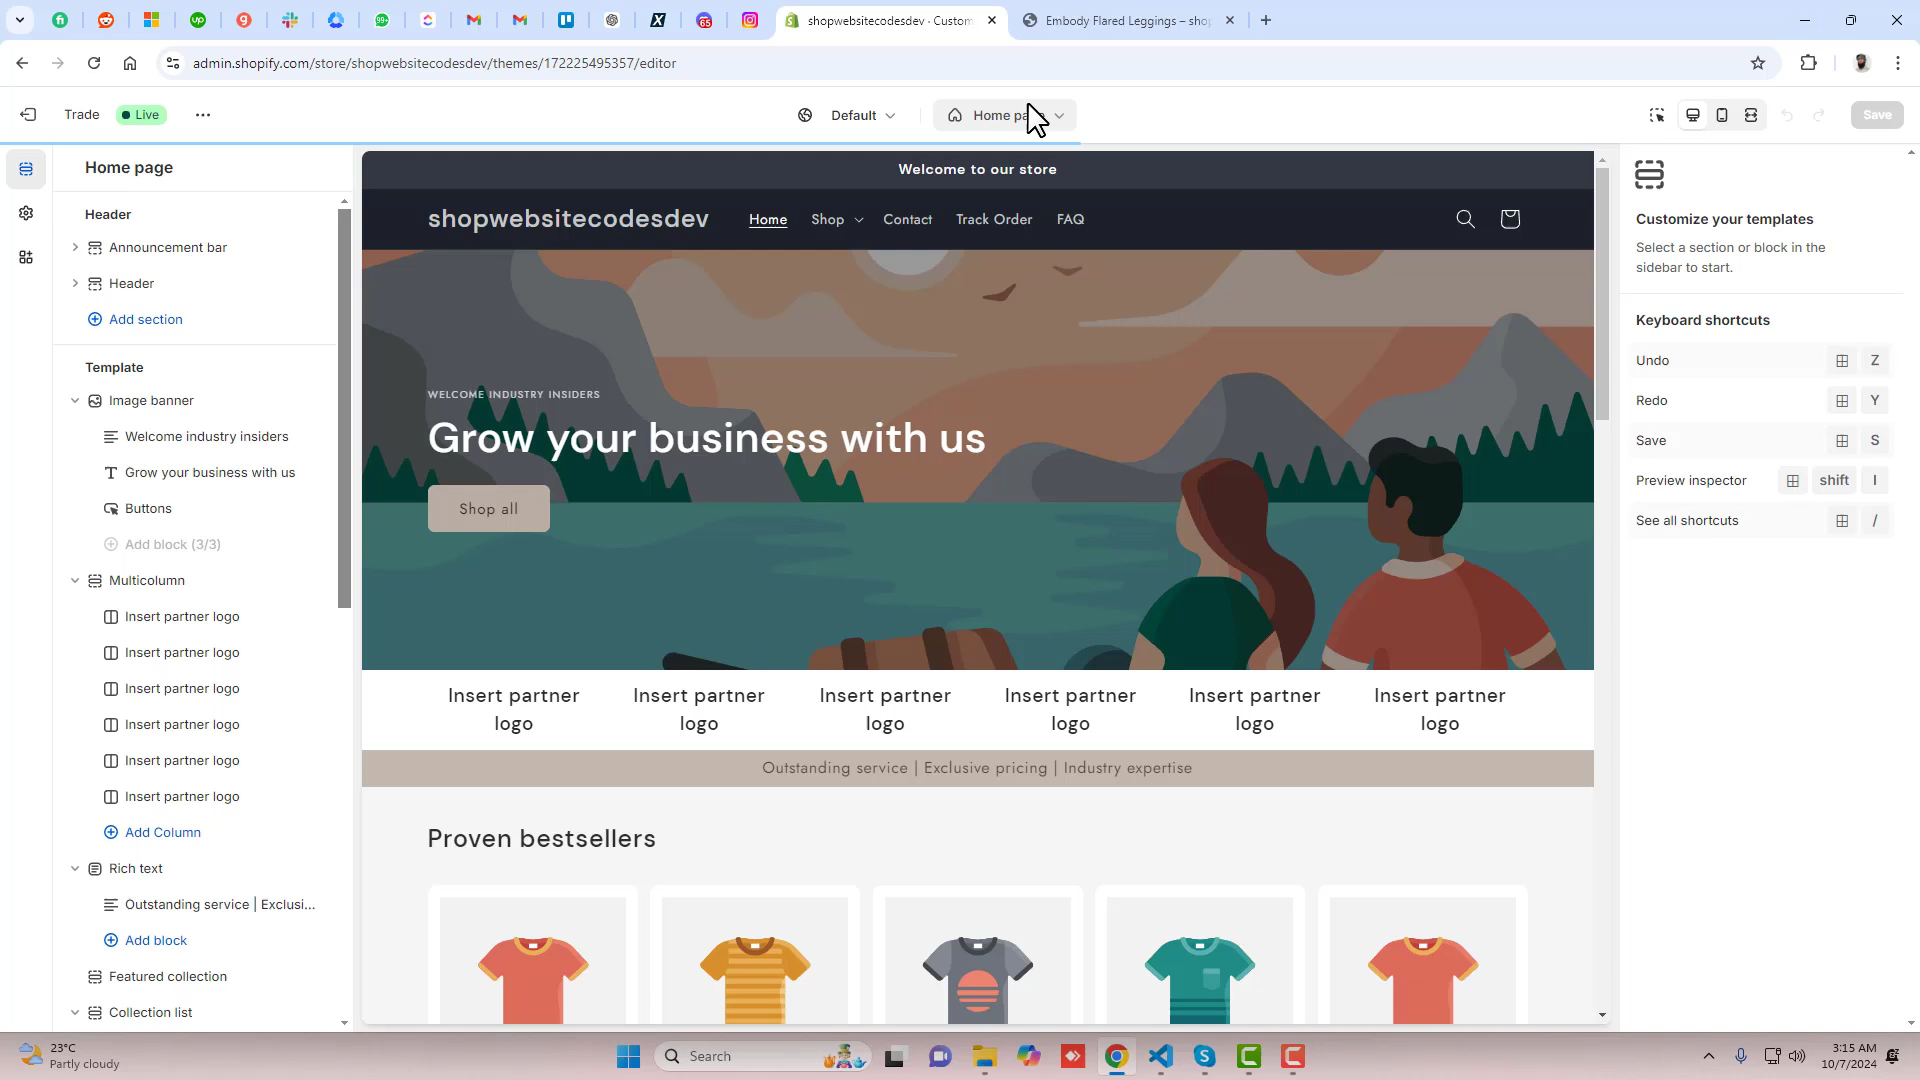 shopwebsitecodesdev - Custom
Embody Flared Leggings – shop
admin.shopify.com/store/shopwebsitecodesdev/themes/172225495357/editor
Trade
Live
Default
Home pa
Save
Home page
Header
Announcement bar
Header
Add section
Template
Image banner
Welcome industry insiders
Grow your business with us
Buttons
Add block (3/3)
Multicolumn
Insert partner logo
Insert partner logo
Insert partner logo
Insert partner logo
Insert partner logo
Insert partner logo
Add Column
Rich text
Outstanding service | Exclusi...
Add block
Featured collection
Collection list
Welcome to our store
shopwebsitecodesdev
Home
Shop
Contact
Track Order
FAQ
WELCOME INDUSTRY INSIDERS
Grow your business with us
Shop all
Insert partner
logo
Insert partner
logo
Insert partner
logo
Insert partner
logo
Insert partner
logo
Insert partner
logo
Outstanding service | Exclusive pricing | Industry expertise
Proven bestsellers
Customize your templates
Select a section or block in the
sidebar to start.
Keyboard shortcuts
Undo
Z
Redo
Y
Save
S
Preview inspector
shift
I
See all shortcuts
/
23°C
Partly cloudy
Search
3:15 AM
10/7/2024